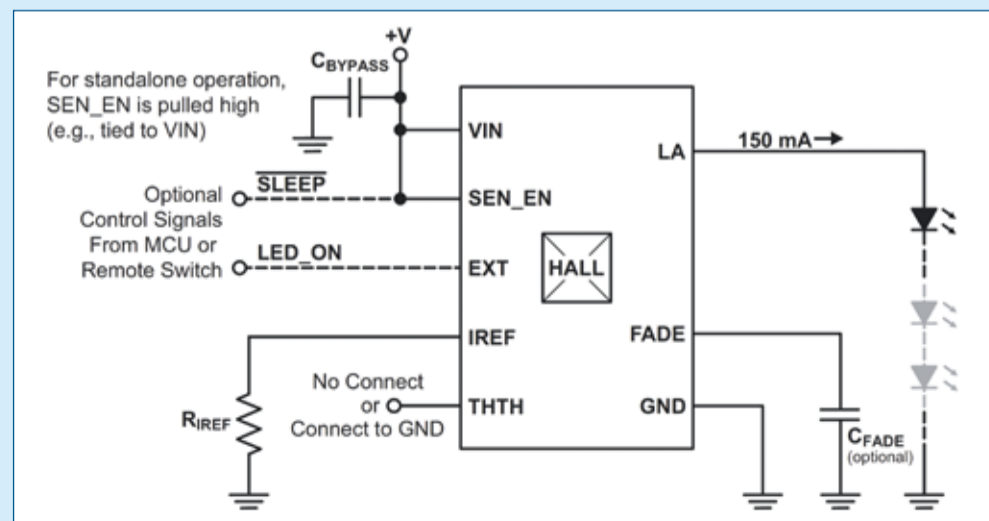 +V
C_BYPASS
For standalone operation,
SEN_EN is pulled high
(e.g., tied to VIN)
VIN
LA
150 mA
SLEEP
SEN_EN
Optional
Control Signals
From MCU or
Remote Switch
LED_ON
EXT
HALL
IREF
FADE
No Connect
or
Connect to GND
THTH
GND
RIREF
CFADE
(optional)